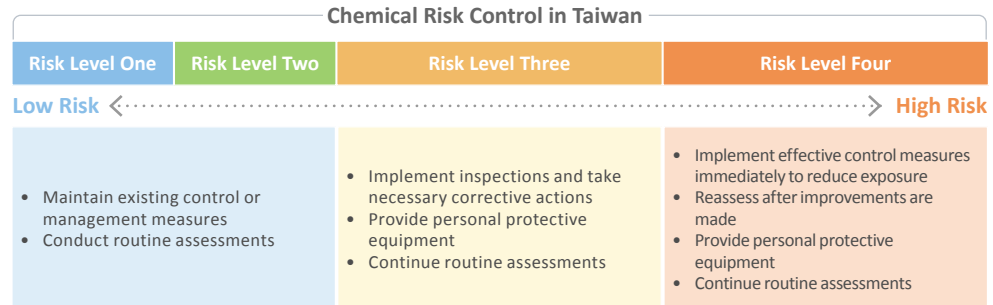 Chemical Risk Control in Taiwan
Risk Level One
Risk Level Two
Risk Level Three
Risk Level Four
Low Risk
High Risk
• Maintain existing control or
management measures
• Conduct routine assessments
• Implement inspections and take
necessary corrective actions
• Provide personal protective
equipment
• Continue routine assessments
• Implement effective control measures
immediately to reduce exposure
• Reassess after improvements are
made
• Provide personal protective
equipment
• Continue routine assessments